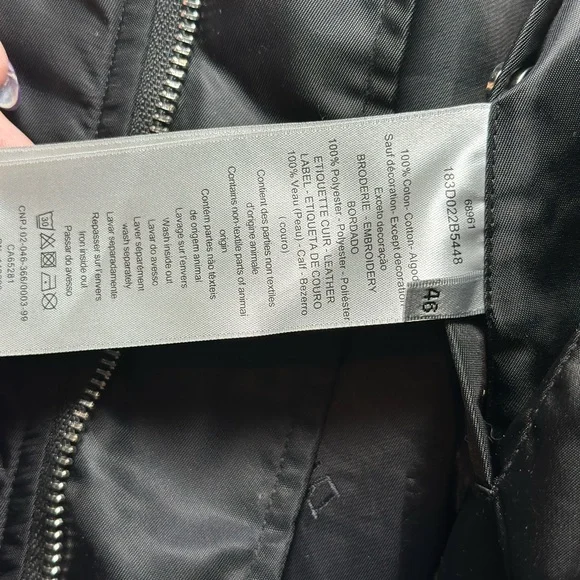 68961
183D022B5448
100% Coton - Cotton - Algod
Sauf décoration - Except decoration
Exceto decoração
BRODERIE - EMBROIDERY
BORDADO
100% Polyester - Polyester - Poliéster
ETIQUETTE CUIR - LEATHER
LABEL - ETIQUETA DE COURO
100% Veau (Peau) - Calf - Bezerro
(couro)
Contient des parties non textiles
d'origine animale
Contains non-textile parts of
animal origin
Contém partes não têxteis
de origem animal
Lavage sur l'envers
Wash inside out
Lavar do avesso
Laver séparément
wash separately
Lavar separadamente
Repasser sur l'envers
Iron inside out
Passar do avesso
30
CNPJ 02-046-366/0003-99
CA65281
46